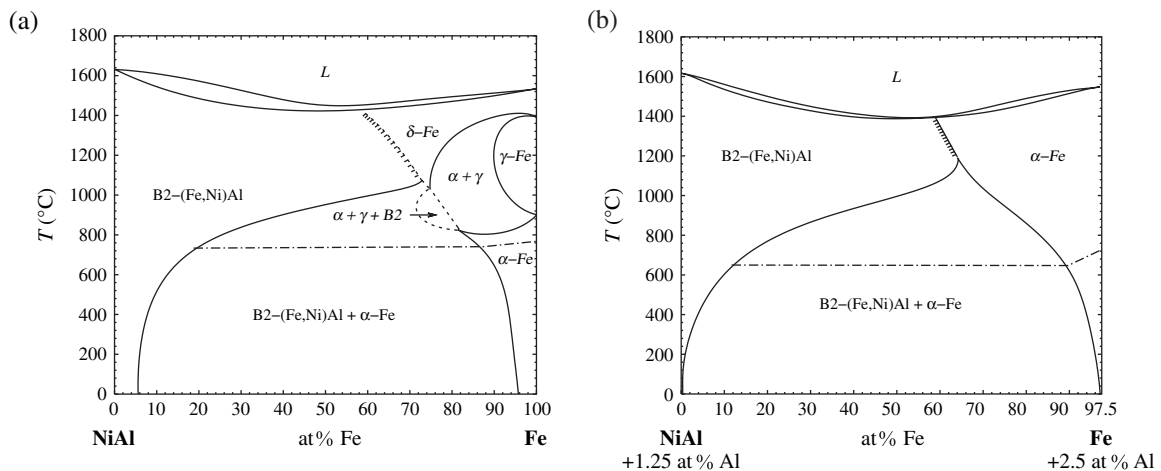 (a)
1800
1600
1400
1200
1000
800
600
400
200
0
T (°C)
L
δ–Fe
γ–Fe
α + γ
B2–(Fe,Ni)Al
α + γ + B2
α–Fe
B2–(Fe,Ni)Al + α–Fe
0 10 20 30 40 50 60 70 80 90 100
NiAl at% Fe Fe
(b)
1800
1600
1400
1200
1000
800
600
400
200
0
T (°C)
L
B2–(Fe,Ni)Al
α–Fe
B2–(Fe,Ni)Al + α–Fe
0 10 20 30 40 50 60 70 80 90 97.5
NiAl at% Fe Fe
+1.25 at% Al +2.5 at% Al